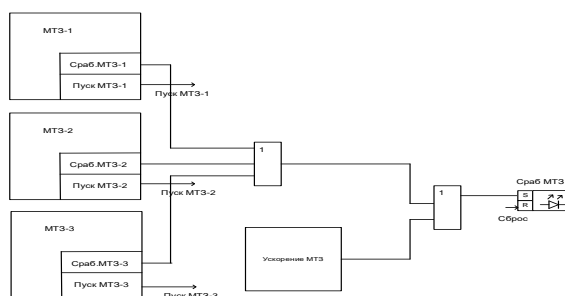 МТЗ-1
Сраб.МТЗ-1
Пуск МТЗ-1
Пуск МТЗ-1
МТЗ-2
Сраб.МТЗ-2
Пуск МТЗ-2
Пуск МТЗ-2
1
1
Сраб МТЗ
S
R
Сброс
МТЗ-3
Сраб.МТЗ-3
Пуск МТЗ-3
Пуск МТЗ-3
Ускорение МТЗ